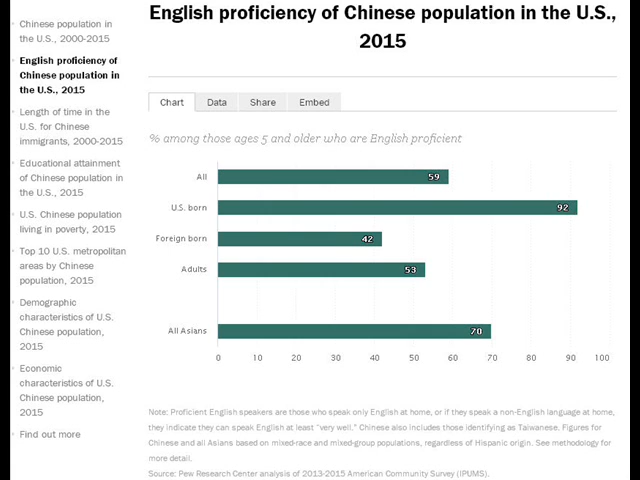 English proficiency of Chinese population in the U.S.,
2015
Chinese population in
the U.S., 2000-2015
English proficiency of
Chinese population in
the U.S., 2015
Length of time in the
U.S. for Chinese
immigrants, 2000-2015
Educational attainment
of Chinese population in
the U.S., 2015
U.S. Chinese population
living in poverty, 2015
Top 10 U.S. metropolitan
areas by Chinese
population, 2015
Demographic
characteristics of U.S.
Chinese population,
2015
Economic
characteristics of U.S.
Chinese population,
2015
Find out more
Chart Data Share Embed
% among those ages 5 and older who are English proficient
All 59
U.S. born 92
Foreign born 42
Adults 53
All Asians 70
0 10 20 30 40 50 60 70 80 90 100
Note: Proficient English speakers are those who speak only English at home, or if they speak a non-English language at home,
they indicate they can speak English at least "very well." Chinese also includes those identifying as Taiwanese. Figures for
Chinese and all Asians based on mixed-race and mixed-group populations, regardless of Hispanic origin. See methodology for
more detail.
Source: Pew Research Center analysis of 2013-2015 American Community Survey (IPUMS).